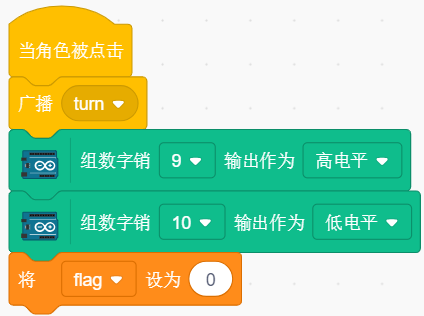 当角色被点击
广播 turn
组数字销 9 输出作为 高电平
组数字销 10 输出作为 低电平
将 flag 设为 0